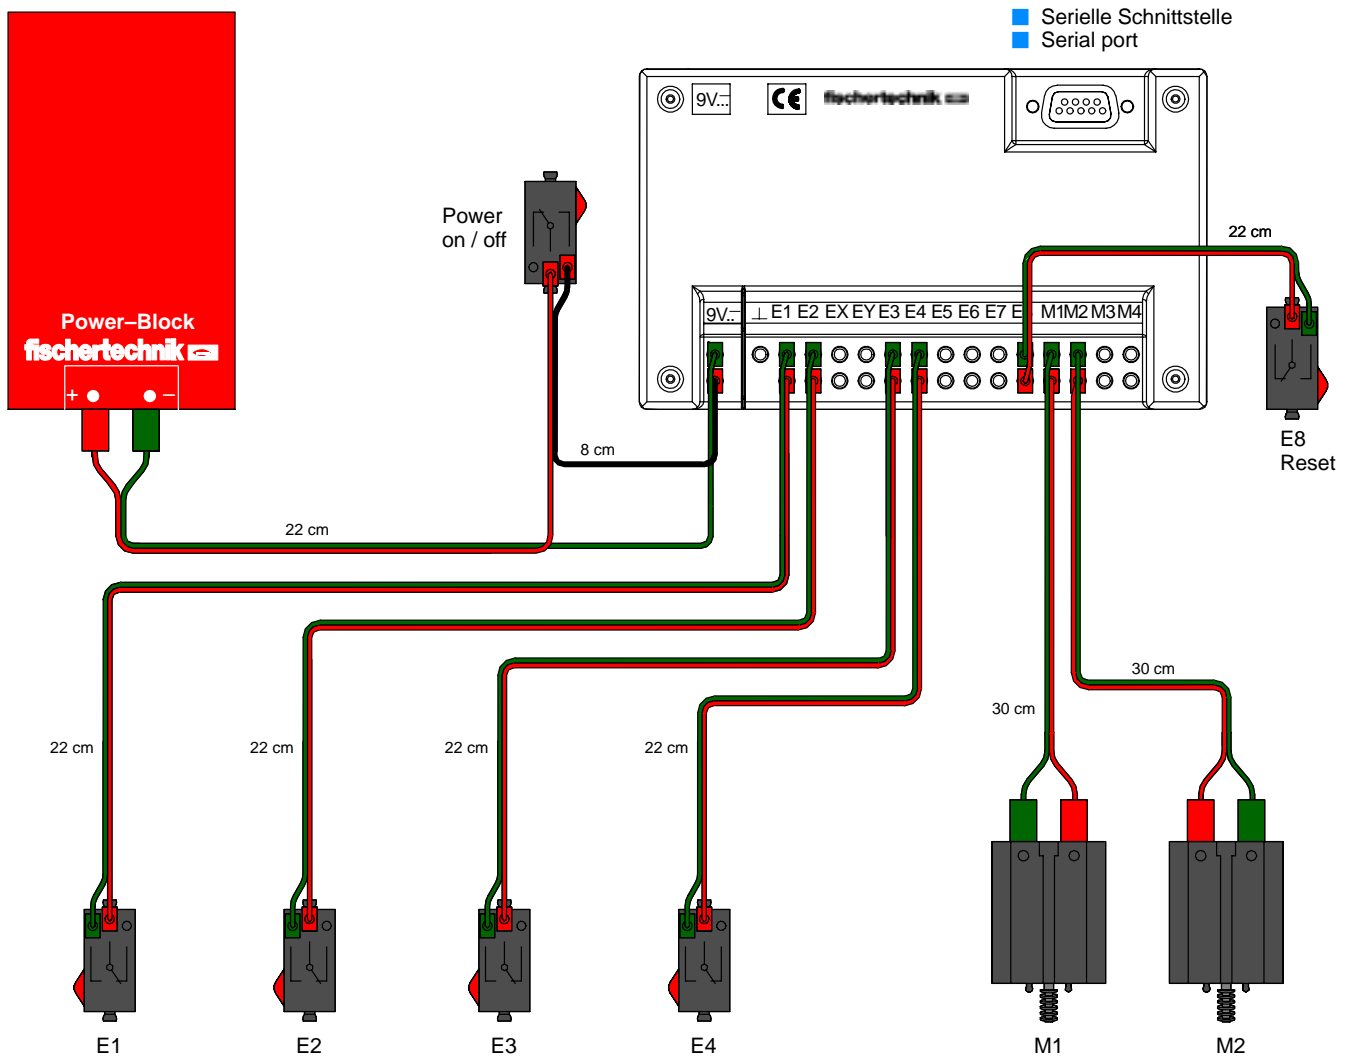 Serielle Schnittstelle
Serial port
9V
CE
fischertechnik
Power
on / off
22 cm
9V ⊥ E1 E2 EX EY E3 E4 E5 E6 E7 E8 M1 M2 M3 M4
Power–Block
fischertechnik
+ –
8 cm
E8
Reset
22 cm
30 cm
30 cm
22 cm
22 cm
22 cm
22 cm
E1
E2
E3
E4
M1
M2